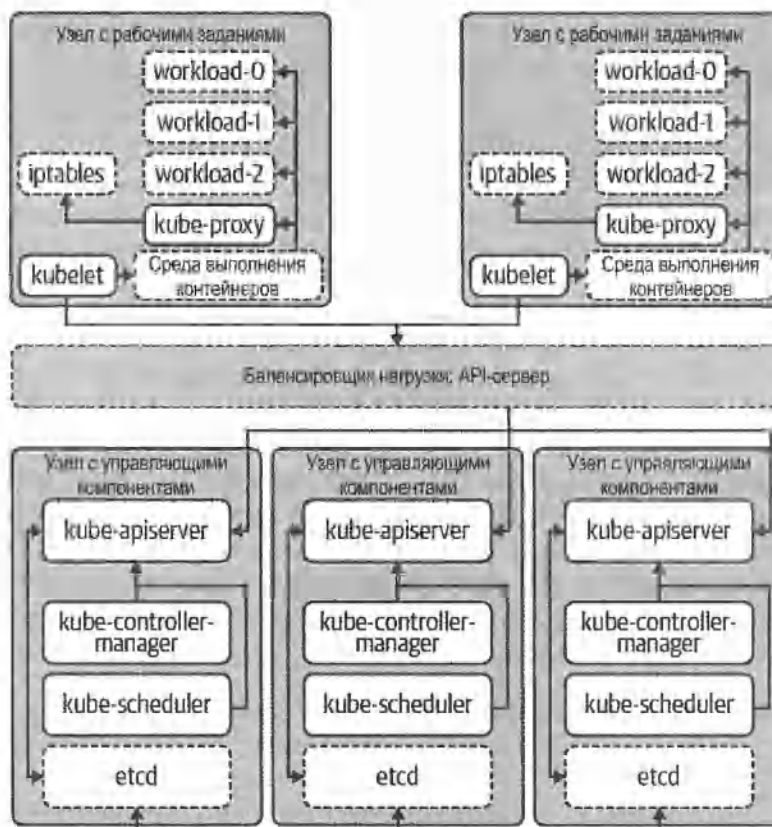 Узел с рабочими заданиями
workload-0
workload-1
workload-2
iptables
kube-proxy
kubelet
Среда выполнения
контейнеров
Узел с рабочими заданиями
workload-0
workload-1
workload-2
iptables
kube-proxy
kubelet
Среда выполнения
контейнеров
Балансировщик нагрузки: API-сервер
Узел с управляющими
компонентами
kube-apiserver
kube-controller-
manager
kube-scheduler
etcd
Узел с управляющими
компонентами
kube-apiserver
kube-controller-
manager
kube-scheduler
etcd
Узел с управляющими
компонентами
kube-apiserver
kube-controller-
manager
kube-scheduler
etcd